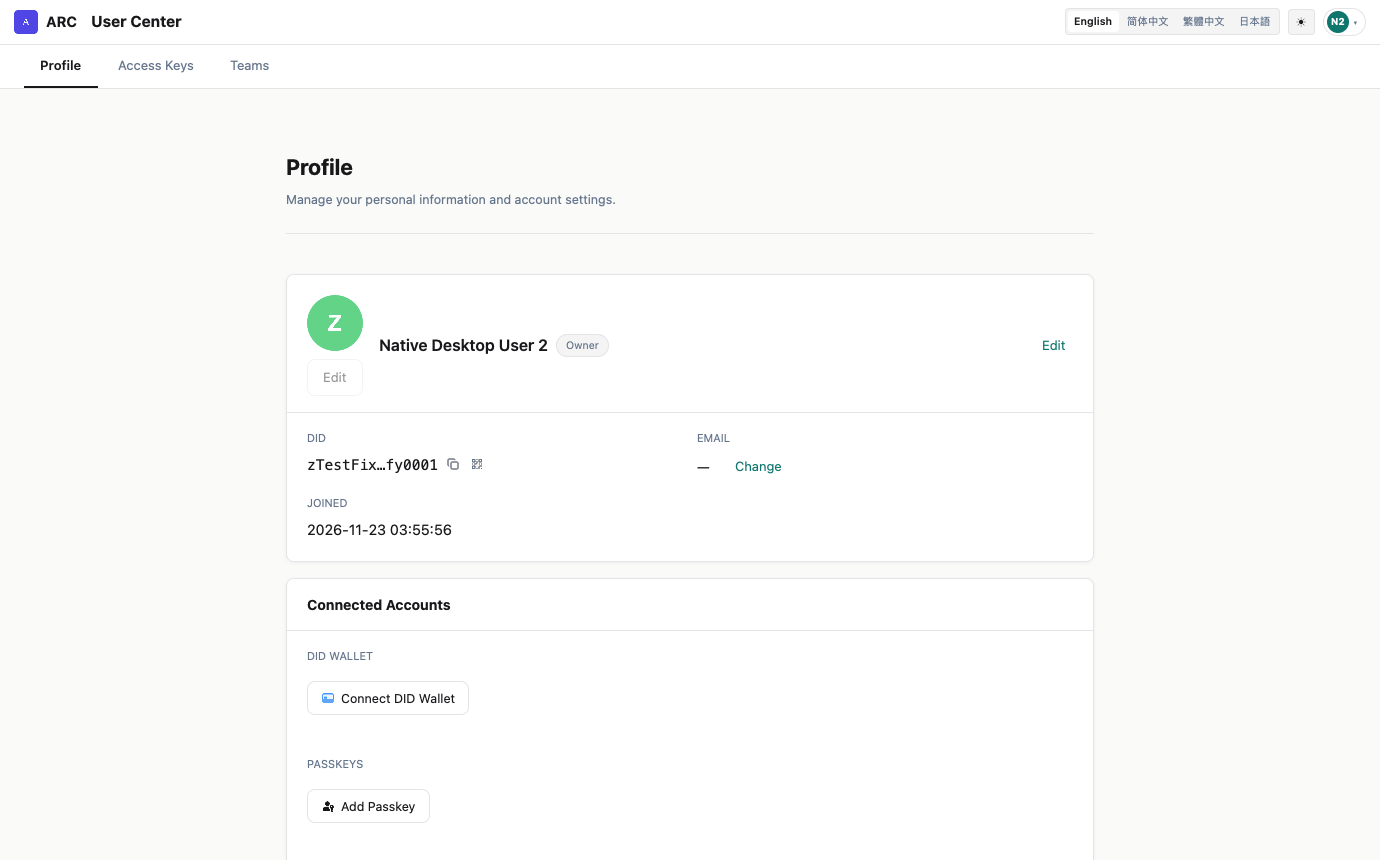 A ARC User Center English 简体中文 繁體中文 日本語 N2
Profile Access Keys Teams
Profile
Manage your personal information and account settings.
Z
Native Desktop User 2 Owner Edit
Edit
DID EMAIL
zTestFix…fy0001 — Change
JOINED
2026-11-23 03:55:56
Connected Accounts
DID WALLET
Connect DID Wallet
PASSKEYS
Add Passkey